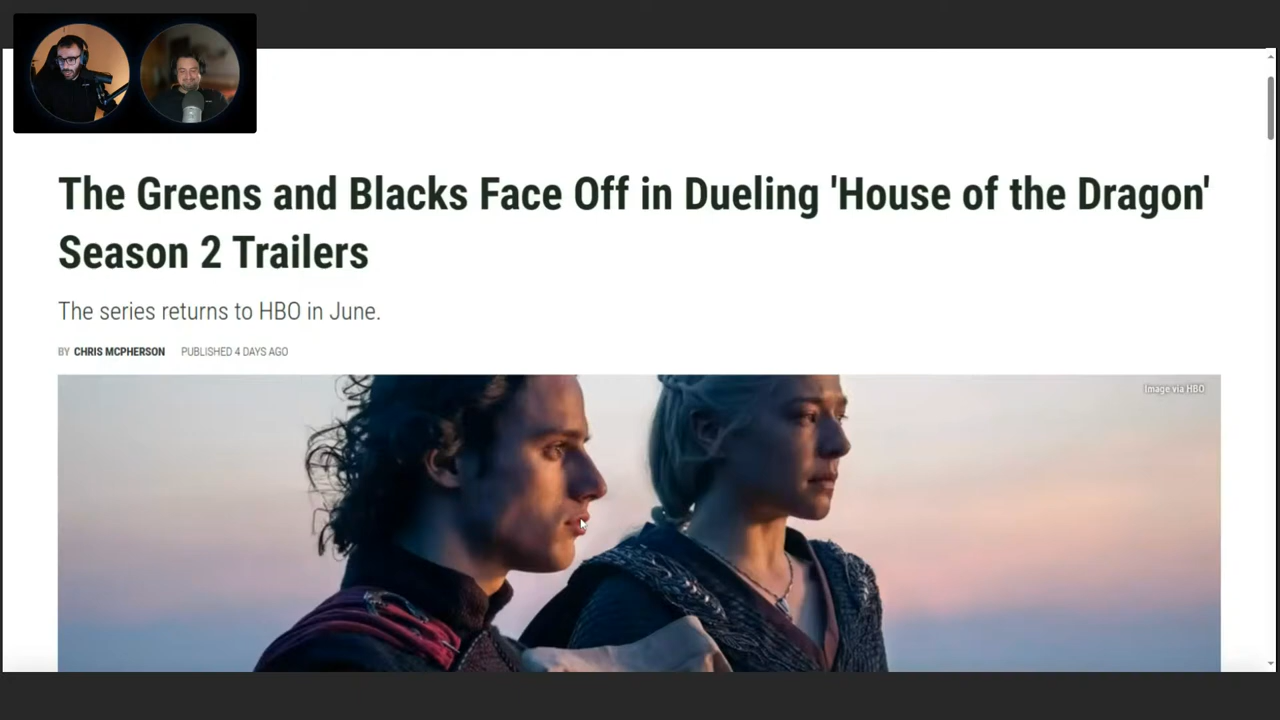 The Greens and Blacks Face Off in Dueling 'House of the Dragon'
Season 2 Trailers
The series returns to HBO in June.
BY CHRIS MCPHERSON PUBLISHED 4 DAYS AGO
Image via HBO